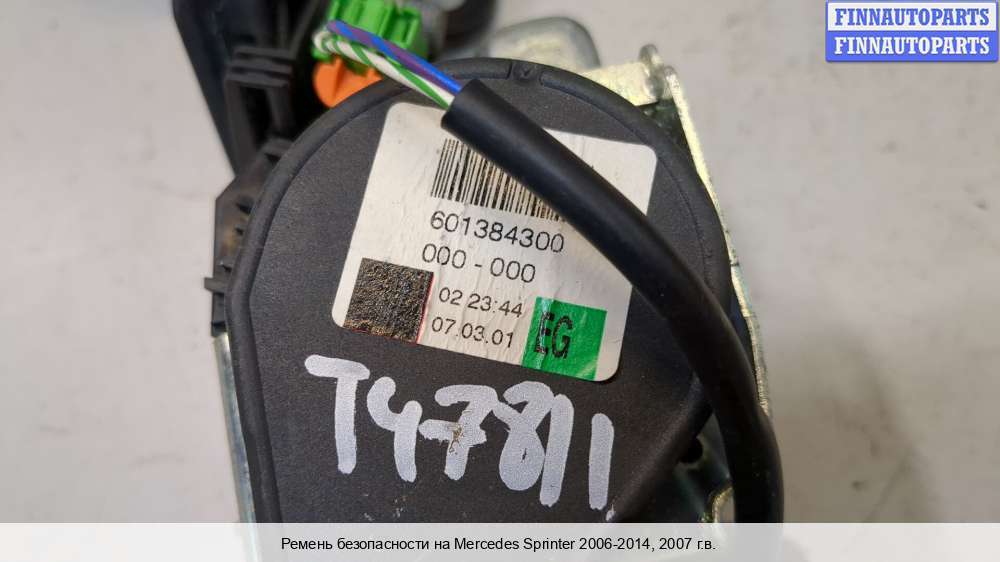 FINNAUTOPARTS
FINNAUTOPARTS
601384300
000 - 000
02 23:44
07.03.01
EG
T47811
Ремень безопасности на Mercedes Sprinter 2006-2014, 2007 г.в.